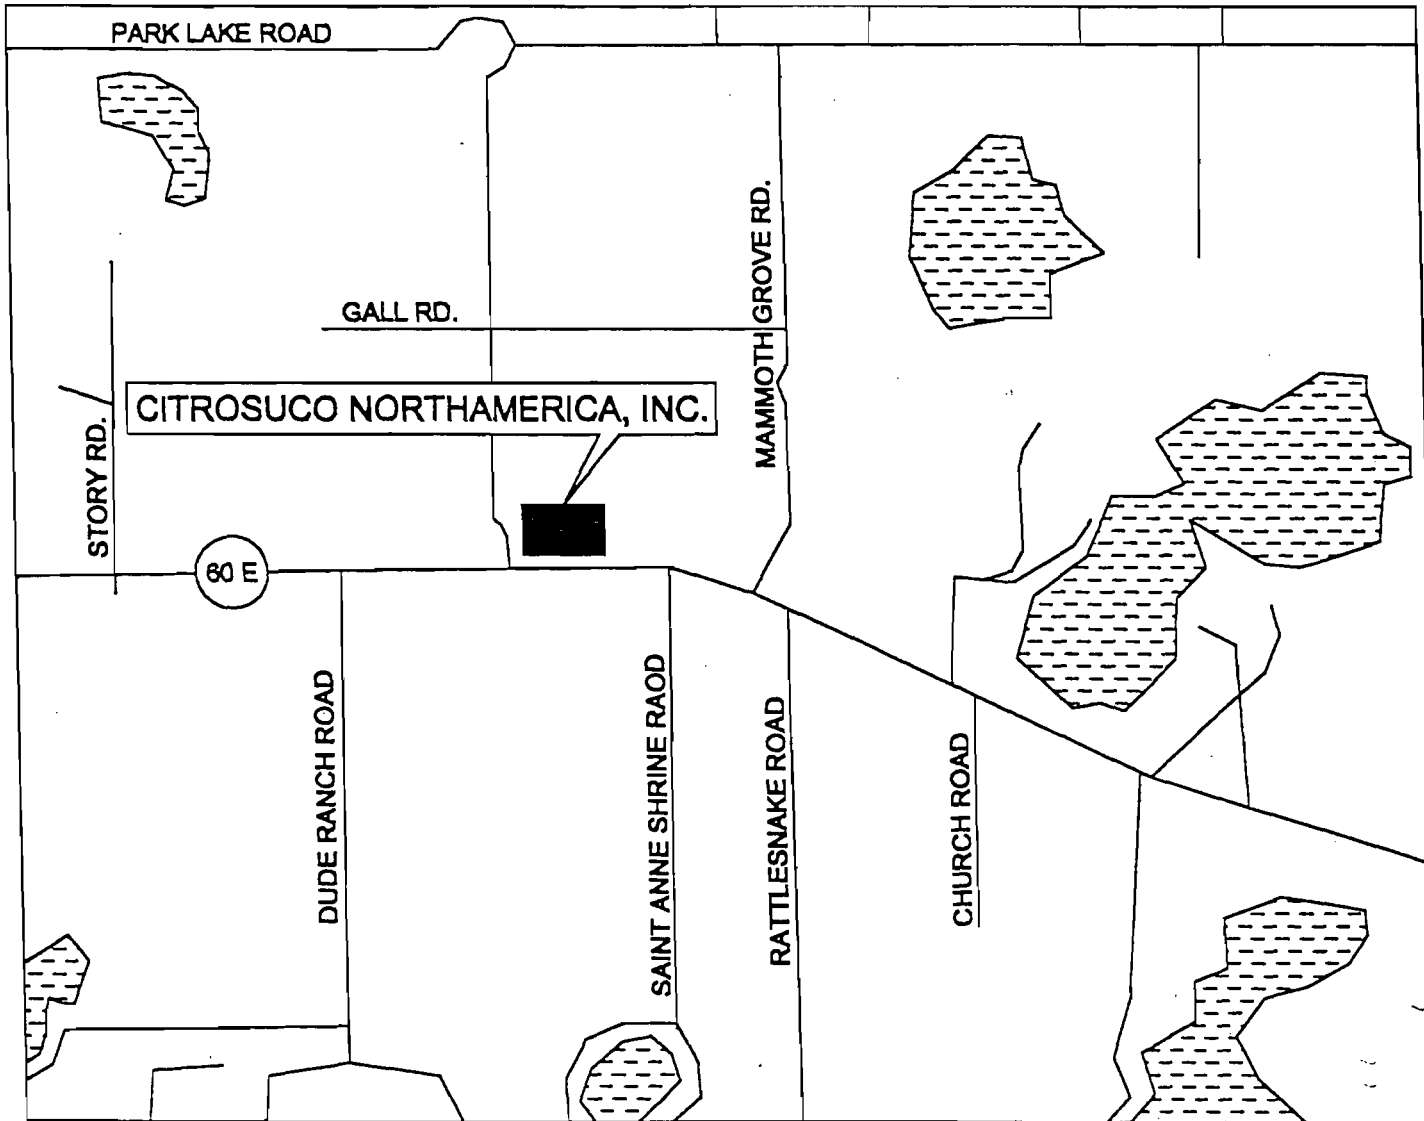 PARK LAKE ROAD
GALL RD.
MAMMOTH GROVE RD.
CITROSUCO NORTHAMERICA, INC.
STORY RD.
60 E
DUDE RANCH ROAD
SAINT ANNE SHRINE RAOD
RATTLESNAKE ROAD
CHURCH ROAD